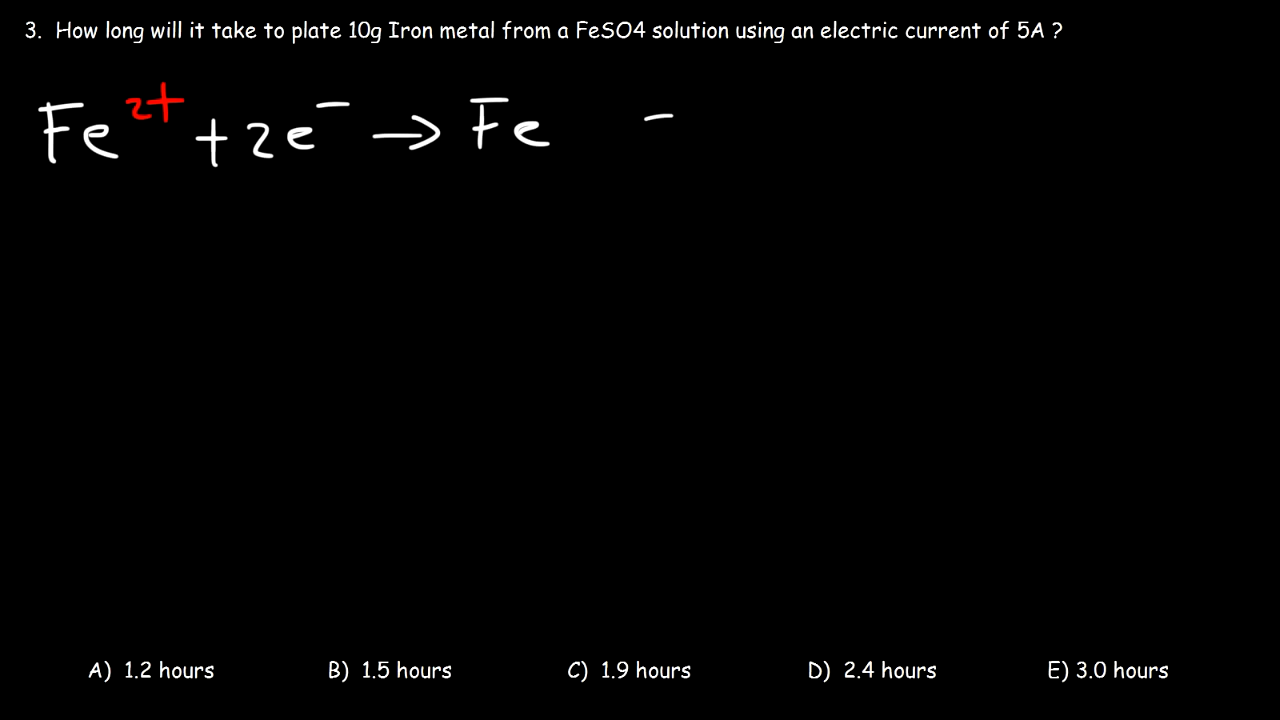 3. How long will it take to plate 10g Iron metal from a FeSO4 solution using an electric current of 5A ?
Fe²⁺ + 2e⁻ → Fe –
A) 1.2 hours B) 1.5 hours C) 1.9 hours D) 2.4 hours E) 3.0 hours